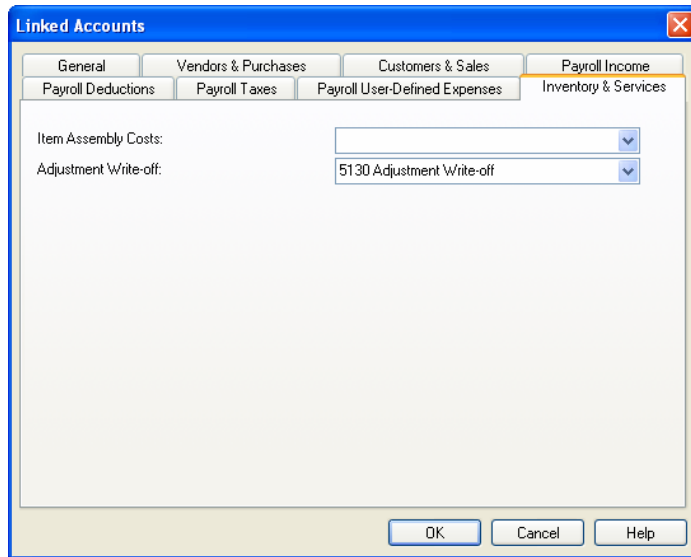 Linked Accounts
General Vendors & Purchases Customers & Sales Payroll Income
Payroll Deductions Payroll Taxes Payroll User-Defined Expenses Inventory & Services
Item Assembly Costs:
Adjustment Write-off: 5130 Adjustment Write-off
OK Cancel Help